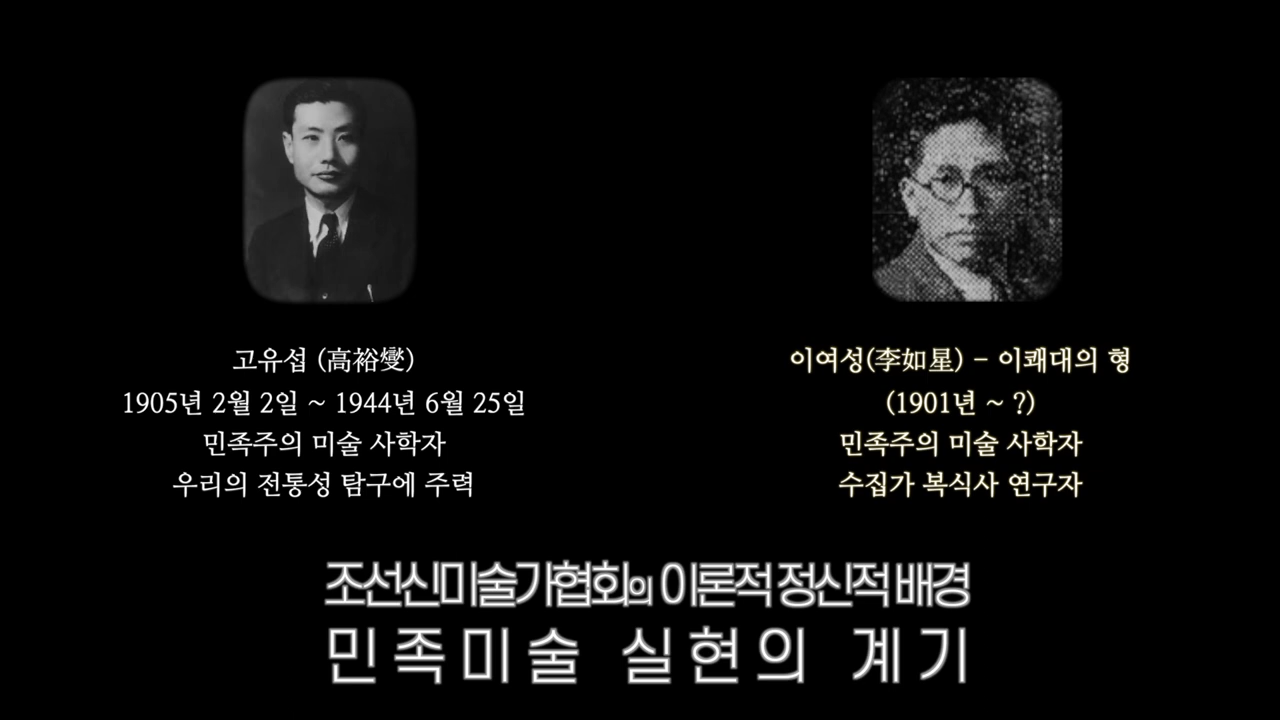 고유섭 (高裕燮)
1905년 2월 2일 ~ 1944년 6월 25일
민족주의 미술 사학자
우리의 전통성 탐구에 주력
이여성(李如星) – 이쾌대의 형
(1901년 ~ ?)
민족주의 미술 사학자
수집가 복식사 연구자
조선신미술가협회의 이론적 정신적 배경
민족미술 실현의 계기